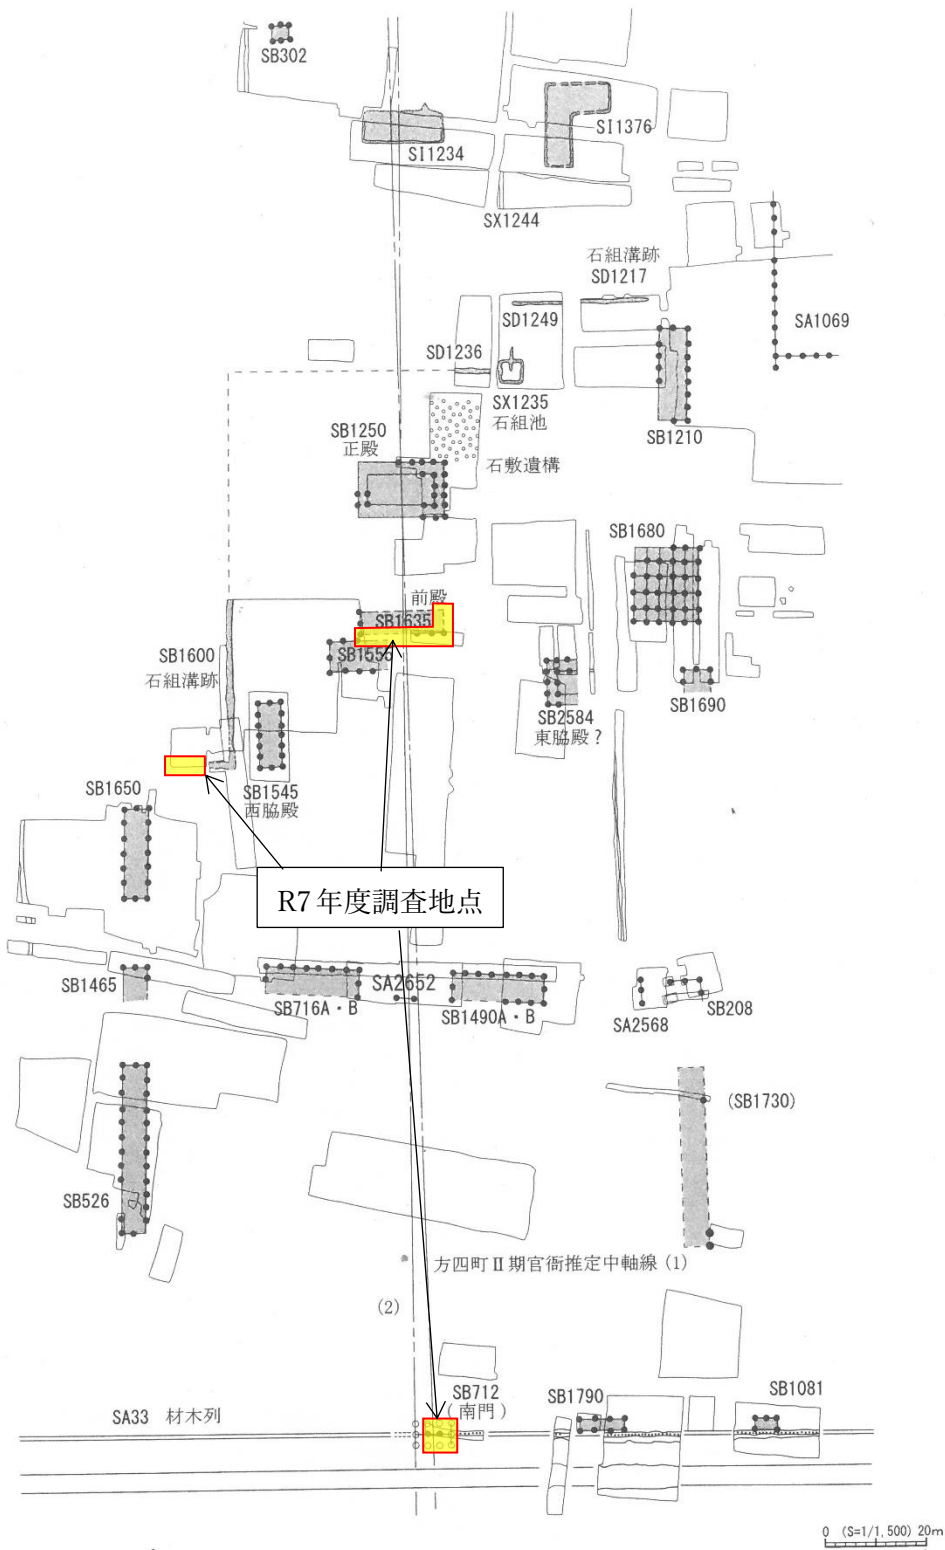 SB302
SI1376
SI1234
SX1244
石組溝跡
SD1217
SD1249
SA1069
SD1236
SX1235
石組池
SB1250
正殿
SB1210
石敷遺構
SB1680
前殿
SB1635
SB1555
SB1600
石組溝跡
SB1690
SB2584
東脇殿?
SB1545
西脇殿
SB1650
R7年度調査地点
SB1465
SA2652
SB716A・B
SB1490A・B
SB208
SA2568
(SB1730)
SB526
方四町Ⅱ期官衙推定中軸線(1)
(2)
SB712
(南門)
SB1790
SB1081
SA33 材木列
0 (S=1/1,500) 20m